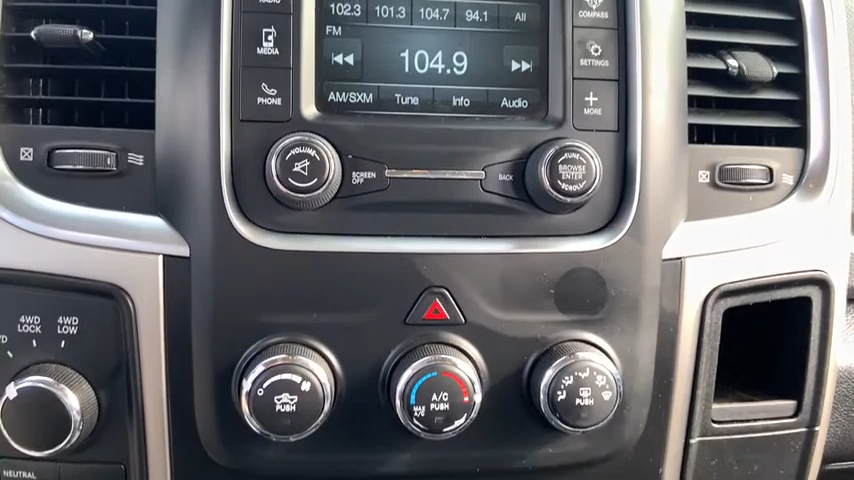 RADIO
102.3 101.3 104.7 94.1 All
COMPASS
FM
MEDIA
104.9
SETTINGS
PHONE
AM/SXM Tune Info Audio
MORE
VOLUME
SCREEN
OFF
BACK
TUNE
BROWSE
ENTER
SCROLL
4WD
LOCK
4WD
LOW
PUSH
A/C
PUSH
MAX
A/C
PUSH
NEUTRAL